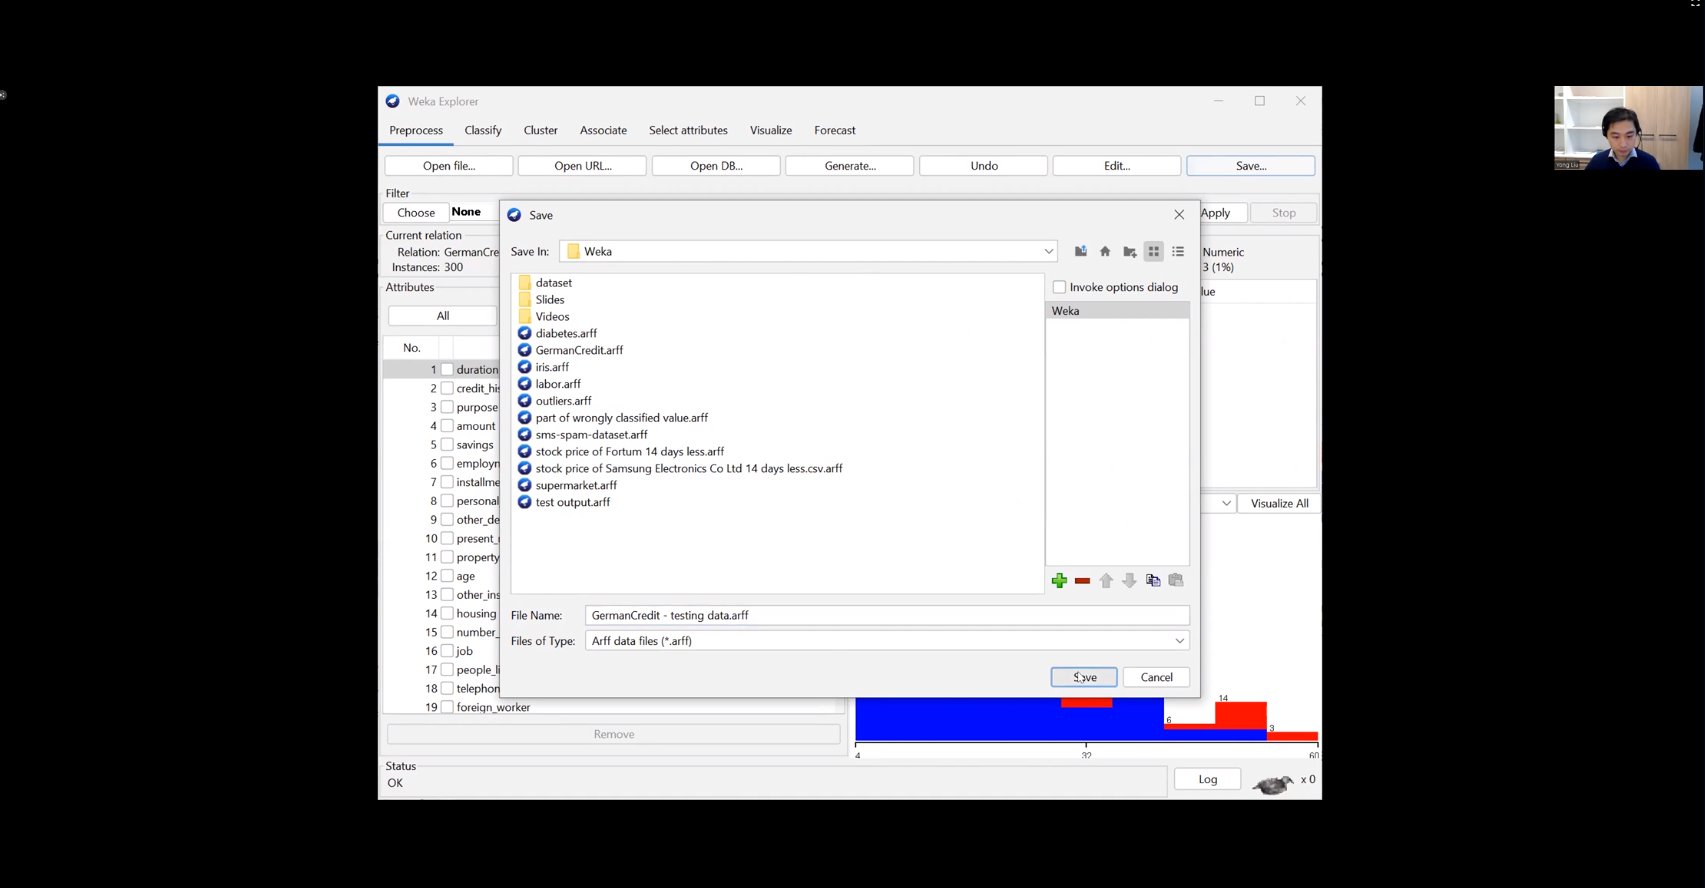 Weka Explorer
Preprocess Classify Cluster Associate Select attributes Visualize Forecast
Open file... Open URL... Open DB... Generate... Undo Edit... Save...
Filter
Choose None Apply Stop
Current relation
Relation: GermanCre
Instances: 300
Numeric
3 (1%)
Attributes
All
No.
1 duration
2 credit_his
3 purpose
4 amount
5 savings
6 employm
7 installme
8 personal
9 other_de
10 present_
11 property
12 age
13 other_ins
14 housing
15 number_
16 job
17 people_li
18 telephon
19 foreign_worker
Remove
Save
Save In: Weka
dataset
Slides
Videos
diabetes.arff
GermanCredit.arff
iris.arff
labor.arff
outliers.arff
part of wrongly classified value.arff
sms-spam-dataset.arff
stock price of Fortum 14 days less.arff
stock price of Samsung Electronics Co Ltd 14 days less.csv.arff
supermarket.arff
test output.arff
Invoke options dialog
Weka
File Name: GermanCredit - testing data.arff
Files of Type: Arff data files (*.arff)
Save Cancel
lue
Visualize All
14
6
3
4 32 60
Status
OK
Log x 0
Yong Liu